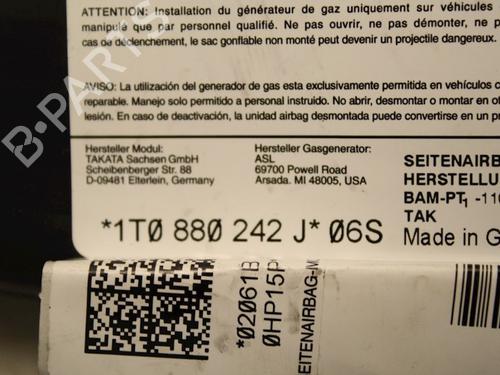 ATTENTION: Installation du générateur de gaz uniquement sur véhicules
manipulé que par personnel qualifié. Ne pas ouvrir, ne pas démonter, ne p
cas de déclenchement, le sac gonflable non monté peut devenir un projectile dangereux.
AVISO: La utilización del generador de gas esta exclusivamente permitida en vehículos c
reparable. Manejo solo permitido a personal instruido. No abrir, desmontar o montar en o
lesión. En caso de deactivación, la unidad airbag desmontada puede convertirse en un pr
Hersteller Modul:
TAKATA Sachsen GmbH
Scheibenberger Str. 88
D-09481 Elterlein, Germany
Hersteller Gasgenerator:
ASL
69700 Powell Road
Arsada. MI 48005, USA
SEITENAIRB
HERSTELLU
BAM-PT1 -110
TAK
Made in G
*1T0 880 242 J* 06S
*02061B
0HP15P
SEITENAIRBAG-MO
B-Parts